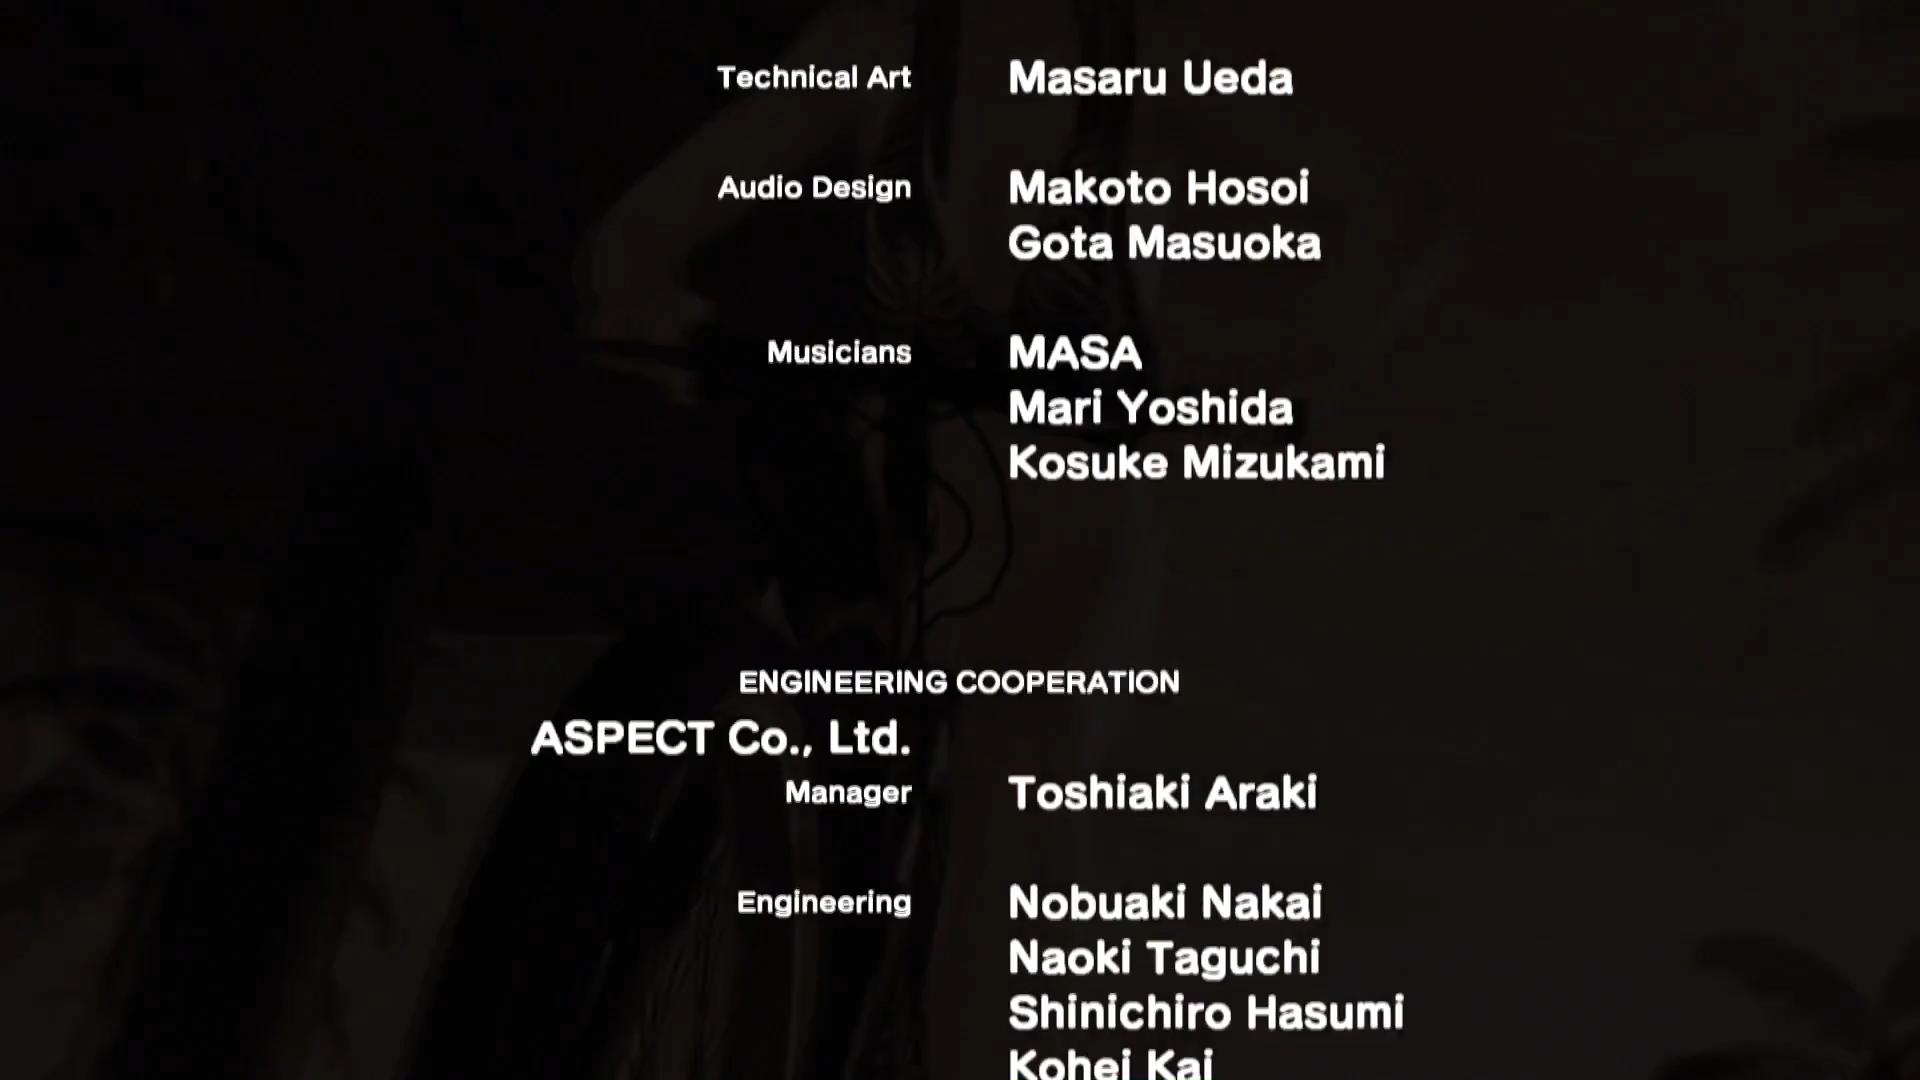 Technical Art Masaru Ueda
Audio Design Makoto Hosoi
Gota Masuoka
Musicians MASA
Mari Yoshida
Kosuke Mizukami
ENGINEERING COOPERATION
ASPECT Co., Ltd.
Manager Toshiaki Araki
Engineering Nobuaki Nakai
Naoki Taguchi
Shinichiro Hasumi
Kohei Kai